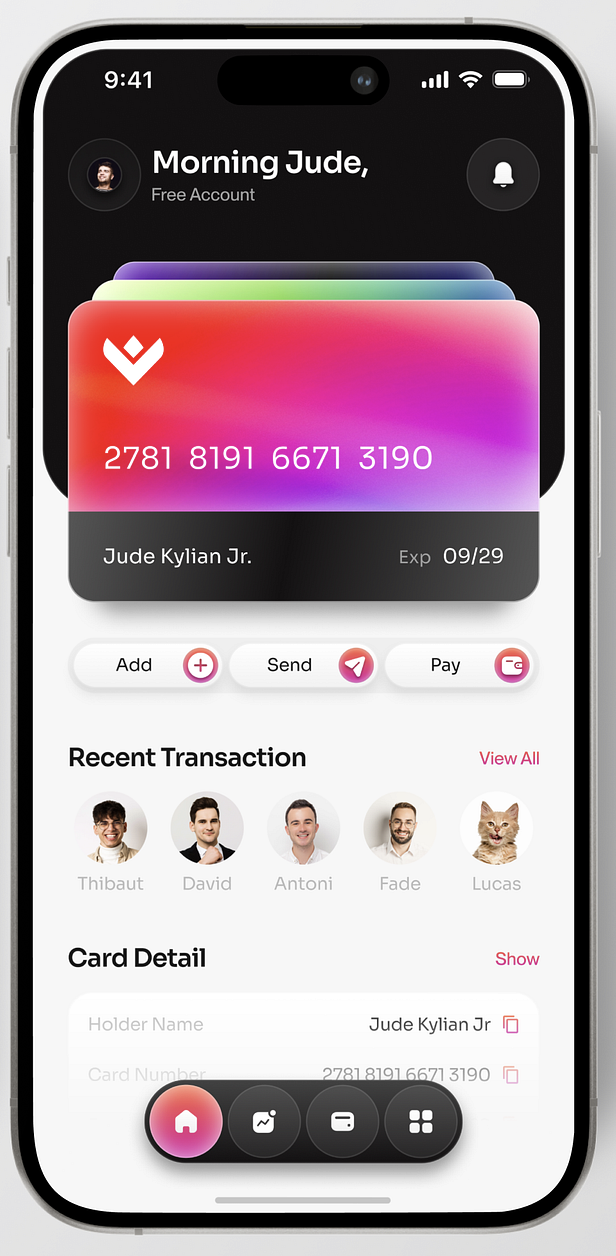 9:41
Morning Jude,
Free Account
2781 8191 6671 3190
Jude Kylian Jr. Exp 09/29
Add Send Pay
Recent Transaction View All
Thibaut David Antoni Fade Lucas
Card Detail Show
Holder Name Jude Kylian Jr
Card Number 2781 8191 6671 3190